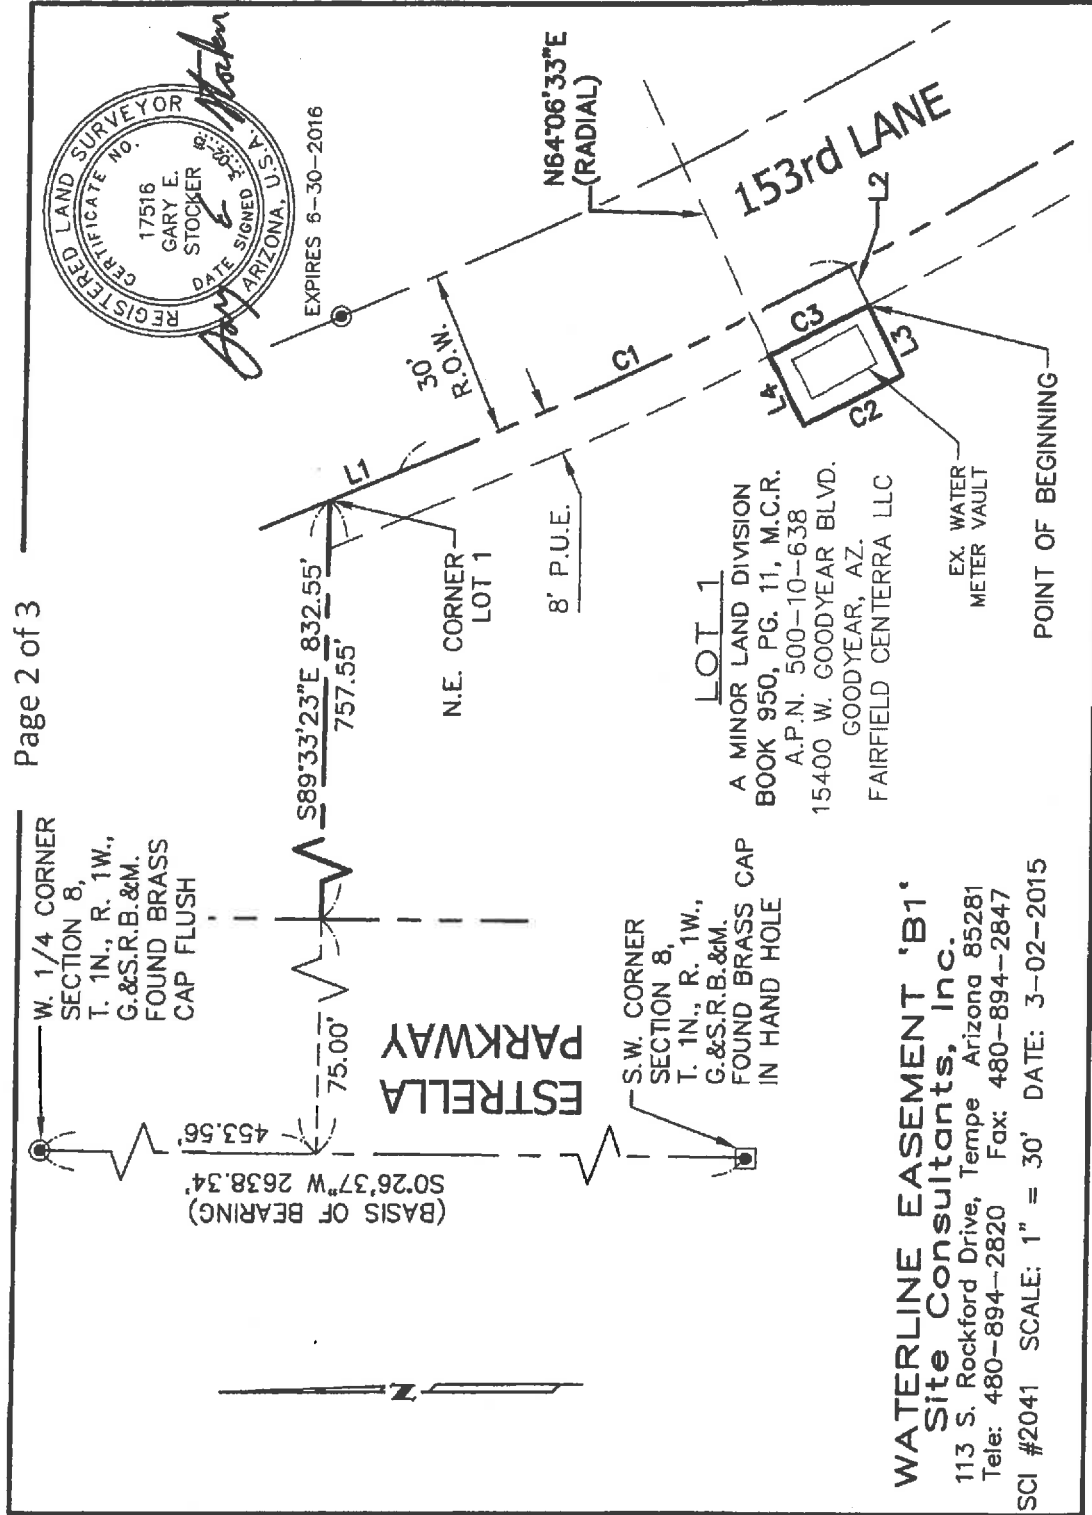 Page 2 of 3
W. 1/4 CORNER
SECTION 8,
T. 1N., R. 1W.,
G.&S.R.B.&M.
FOUND BRASS
CAP FLUSH
453.56'
75.00'
S0°26'37"W 2638.34'
(BASIS OF BEARING)
ESTRELLA
PARKWAY
S.W. CORNER
SECTION 8,
T. 1N., R. 1W.,
G.&S.R.B.&M.
FOUND BRASS CAP
IN HAND HOLE
S89°33'23"E 832.55'
757.55'
N.E. CORNER
LOT 1
L1
8' P.U.E.
30'
R.O.W.
C1
REGISTERED LAND SURVEYOR
CERTIFICATE NO.
17516
GARY E.
STOCKER
DATE SIGNED 3-02-15
ARIZONA, U.S.A.
Gary E Stocker
EXPIRES 6-30-2016
N64°06'33"E
(RADIAL)
153rd LANE
L2
C3
L3
L4
C2
EX. WATER
METER VAULT
POINT OF BEGINNING
LOT 1
A MINOR LAND DIVISION
BOOK 950, PG. 11, M.C.R.
A.P.N. 500-10-638
15400 W. GOODYEAR BLVD.
GOODYEAR, AZ.
FAIRFIELD CENTERRA LLC
N
WATERLINE EASEMENT 'B1'
Site Consultants, Inc.
113 S. Rockford Drive, Tempe Arizona 85281
Tele: 480-894-2820 Fax: 480-894-2847
SCI #2041 SCALE: 1" = 30' DATE: 3-02-2015